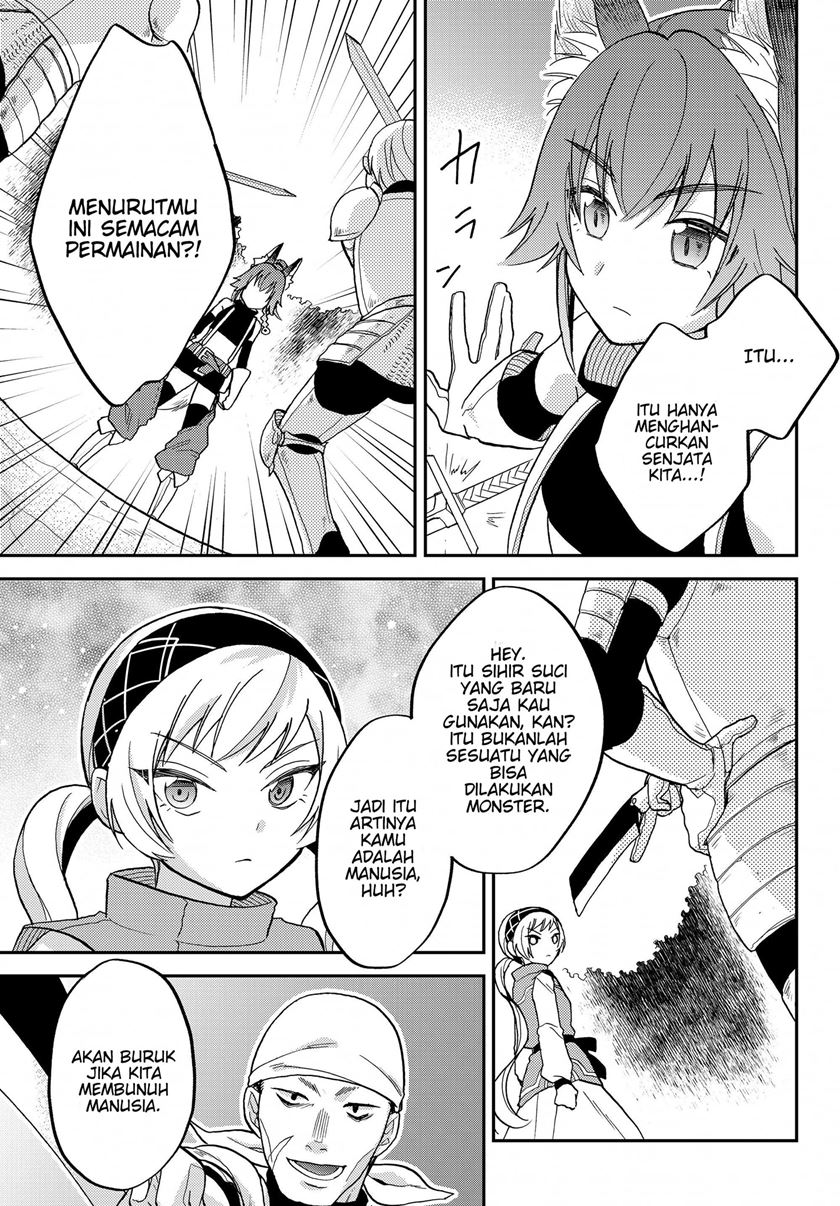 ITU...
ITU HANYA
MENGHAN-
CURKAN
SENJATA
KITA...!
カラ
MENURUTMU
INI SEMACAM
PERMAINAN?!
HEY.
ITU SIHIR SUCI
YANG BARU
SAJA KAU
GUNAKAN, KAN?
ITU BUKANLAH
SESUATU YANG
BISA
DILAKUKAN
MONSTER.
JADI ITU
ARTINYA
KAMU
ADALAH
MANUSIA,
HUH?
AKAN BURUK
JIKA KITA
MEMBUNUH
MANUSIA.